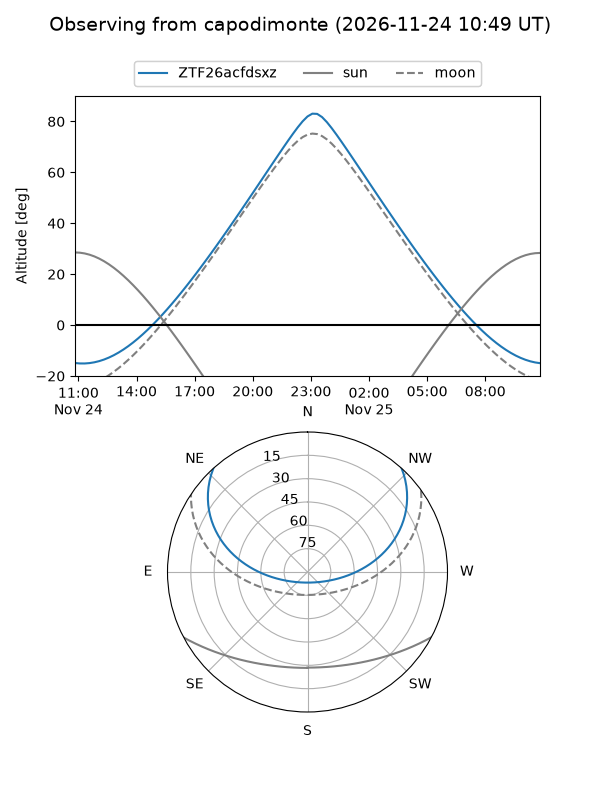 Observing from capodimonte (2026-11-24 10:49 UT)
ZTF26acfdsxz sun moon
Altitude [deg]
80
60
40
20
0
−20
11:00 14:00 17:00 20:00 23:00 02:00 05:00 08:00
Nov 24 Nov 25
N
NE NW
15
30
45
60
75
E W
SE SW
S